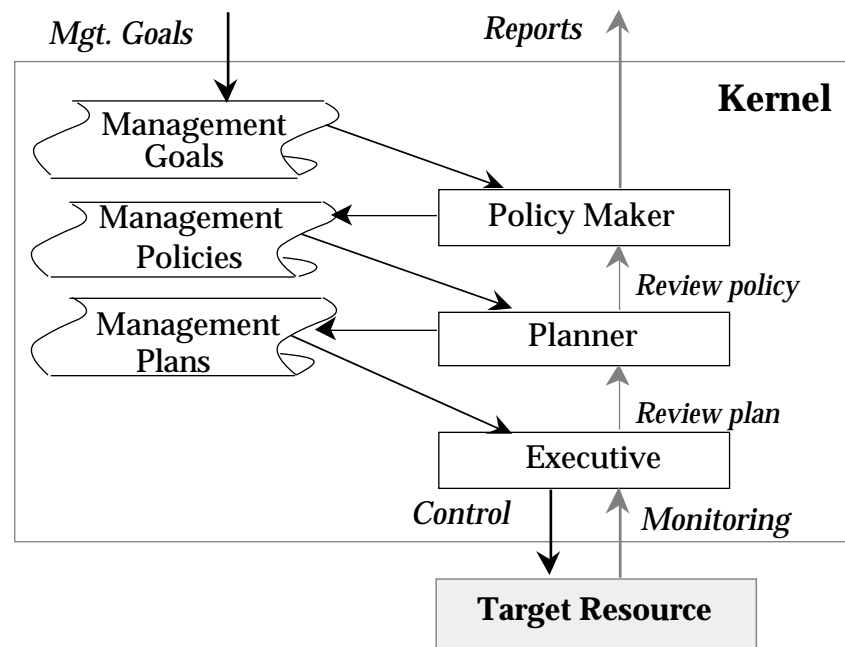 Mgt. Goals
Reports
Kernel
Management
Goals
Policy Maker
Management
Policies
Review policy
Planner
Management
Plans
Review plan
Executive
Control
Monitoring
Target Resource